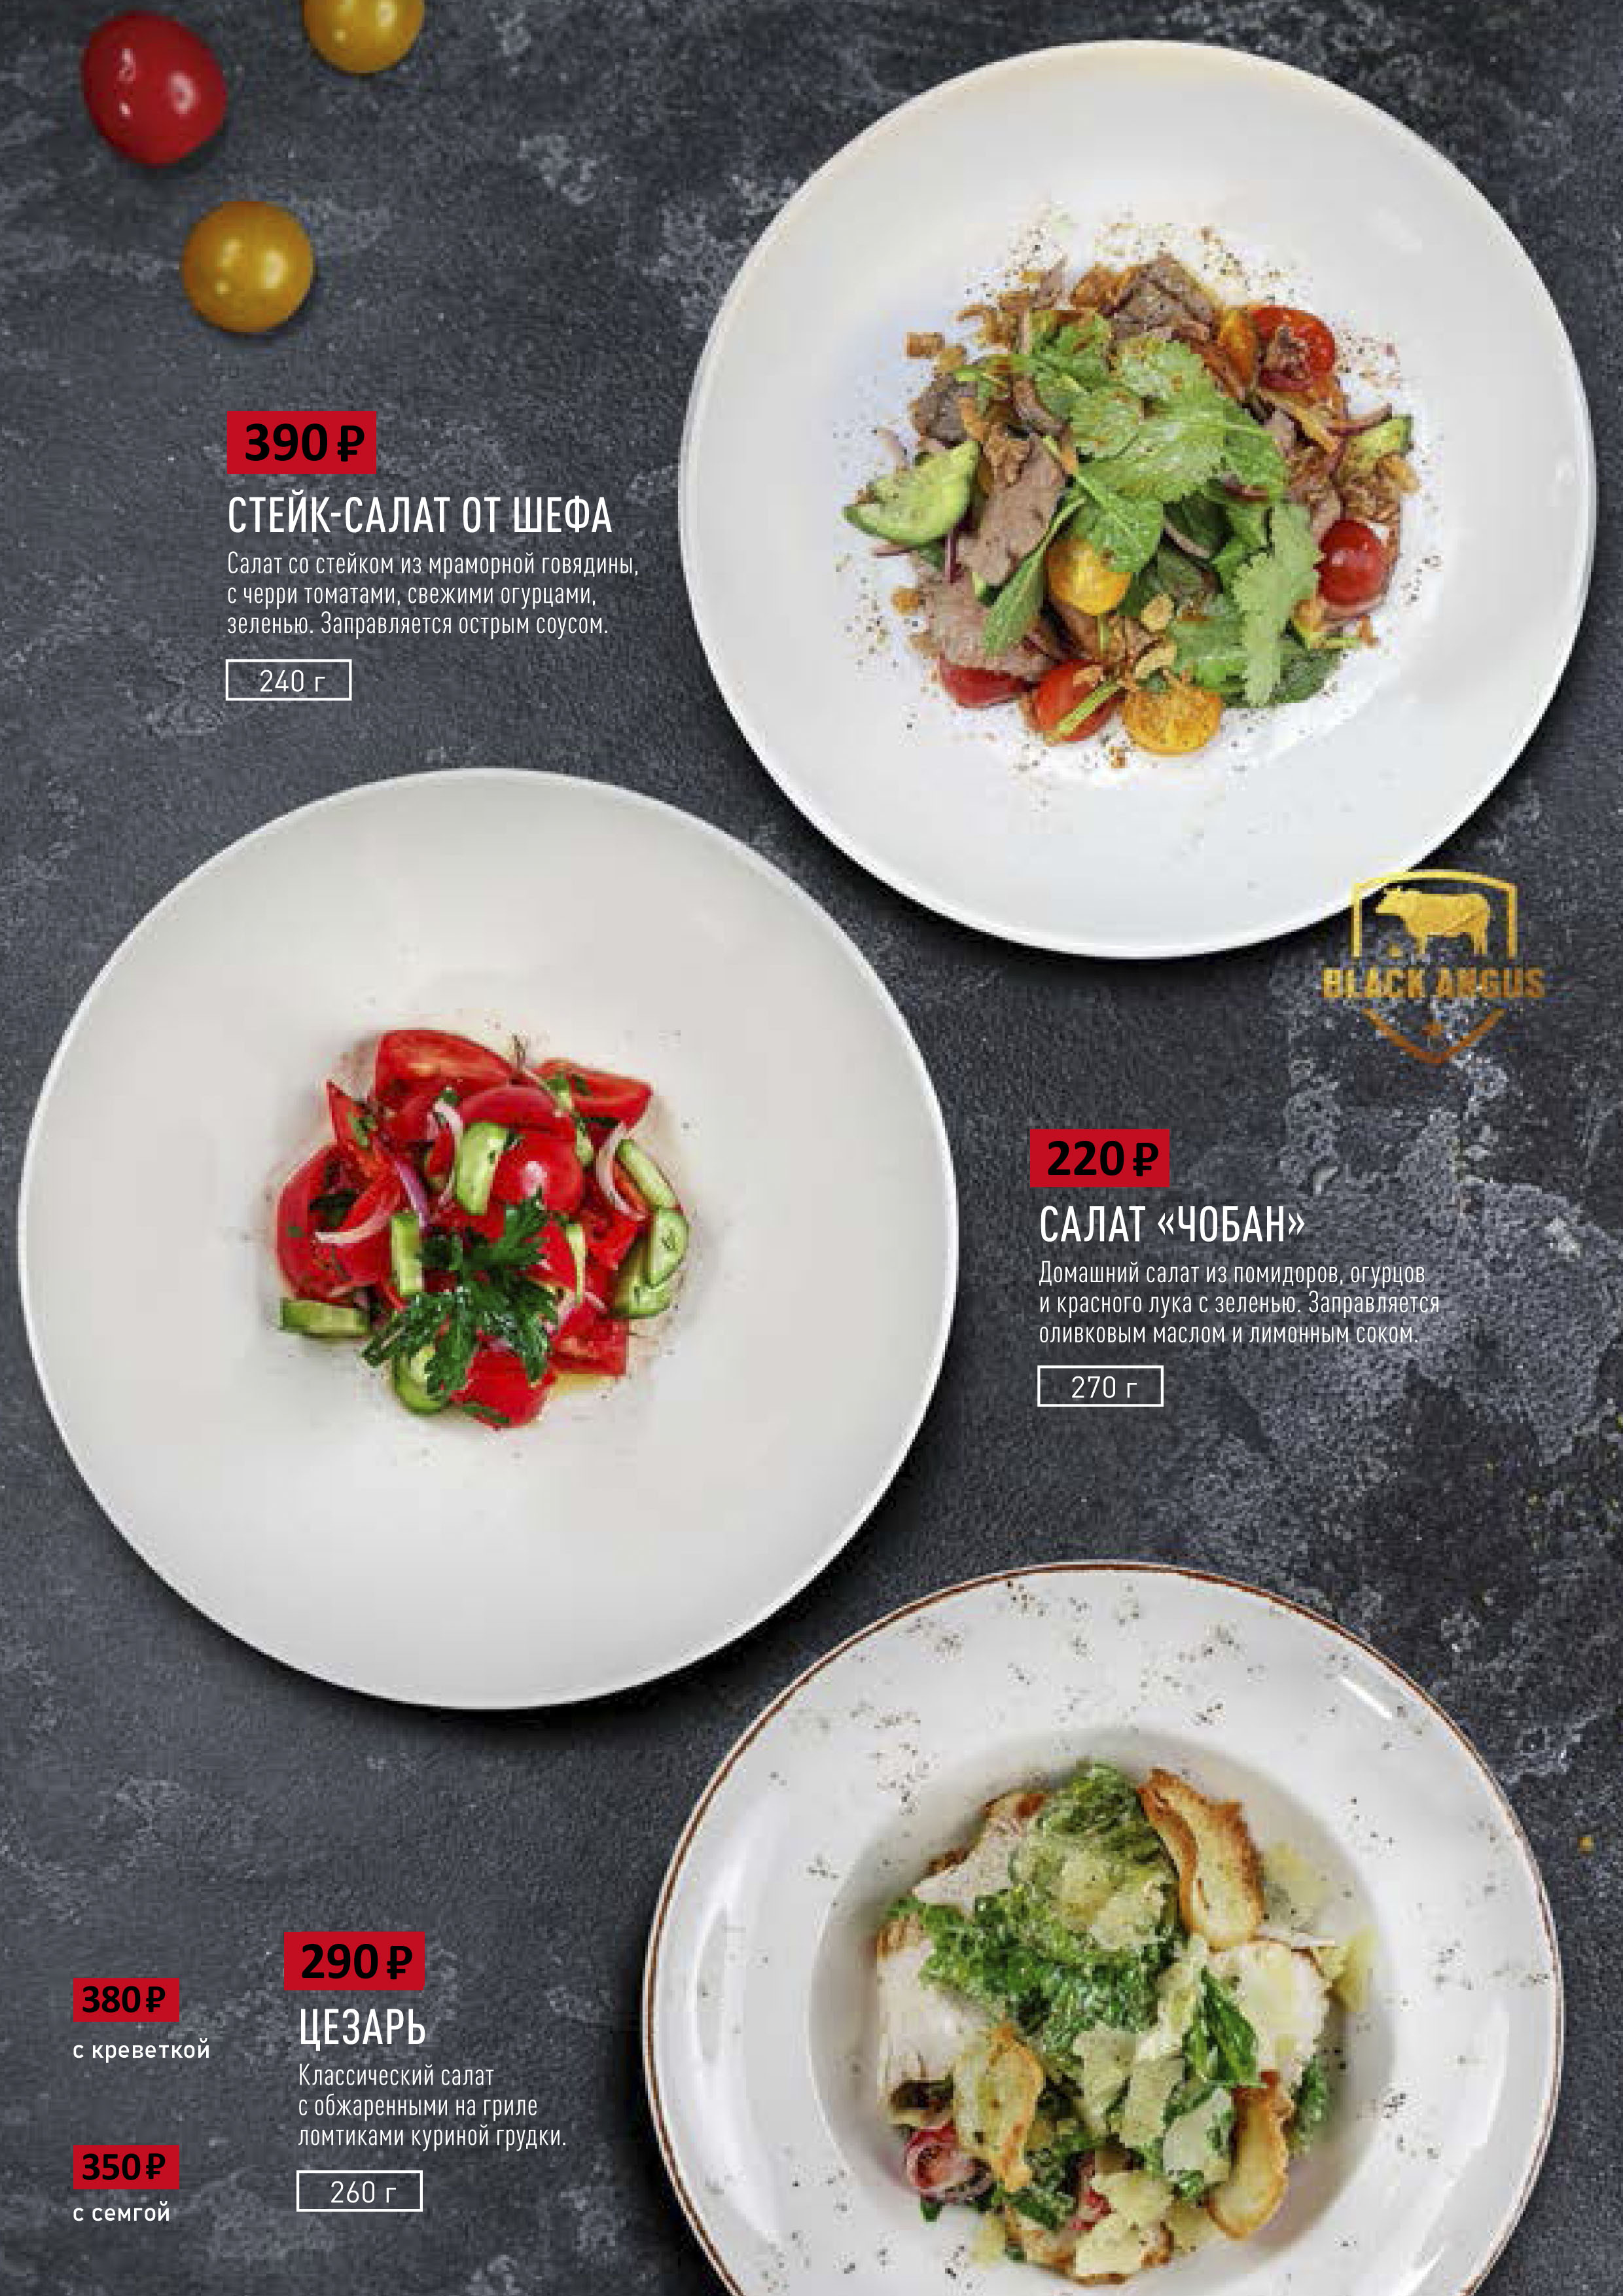 390 ₽
СТЕЙК-САЛАТ ОТ ШЕФА
Салат со стейком из мраморной говядины,
с черри томатами, свежими огурцами,
зеленью. Заправляется острым соусом.
240 г
BLACK ANGUS
220 ₽
САЛАТ «ЧОБАН»
Домашний салат из помидоров, огурцов
и красного лука с зеленью. Заправляется
оливковым маслом и лимонным соком.
270 г
290 ₽
ЦЕЗАРЬ
Классический салат
с обжаренными на гриле
ломтиками куриной грудки.
260 г
380 ₽
с креветкой
350 ₽
с семгой